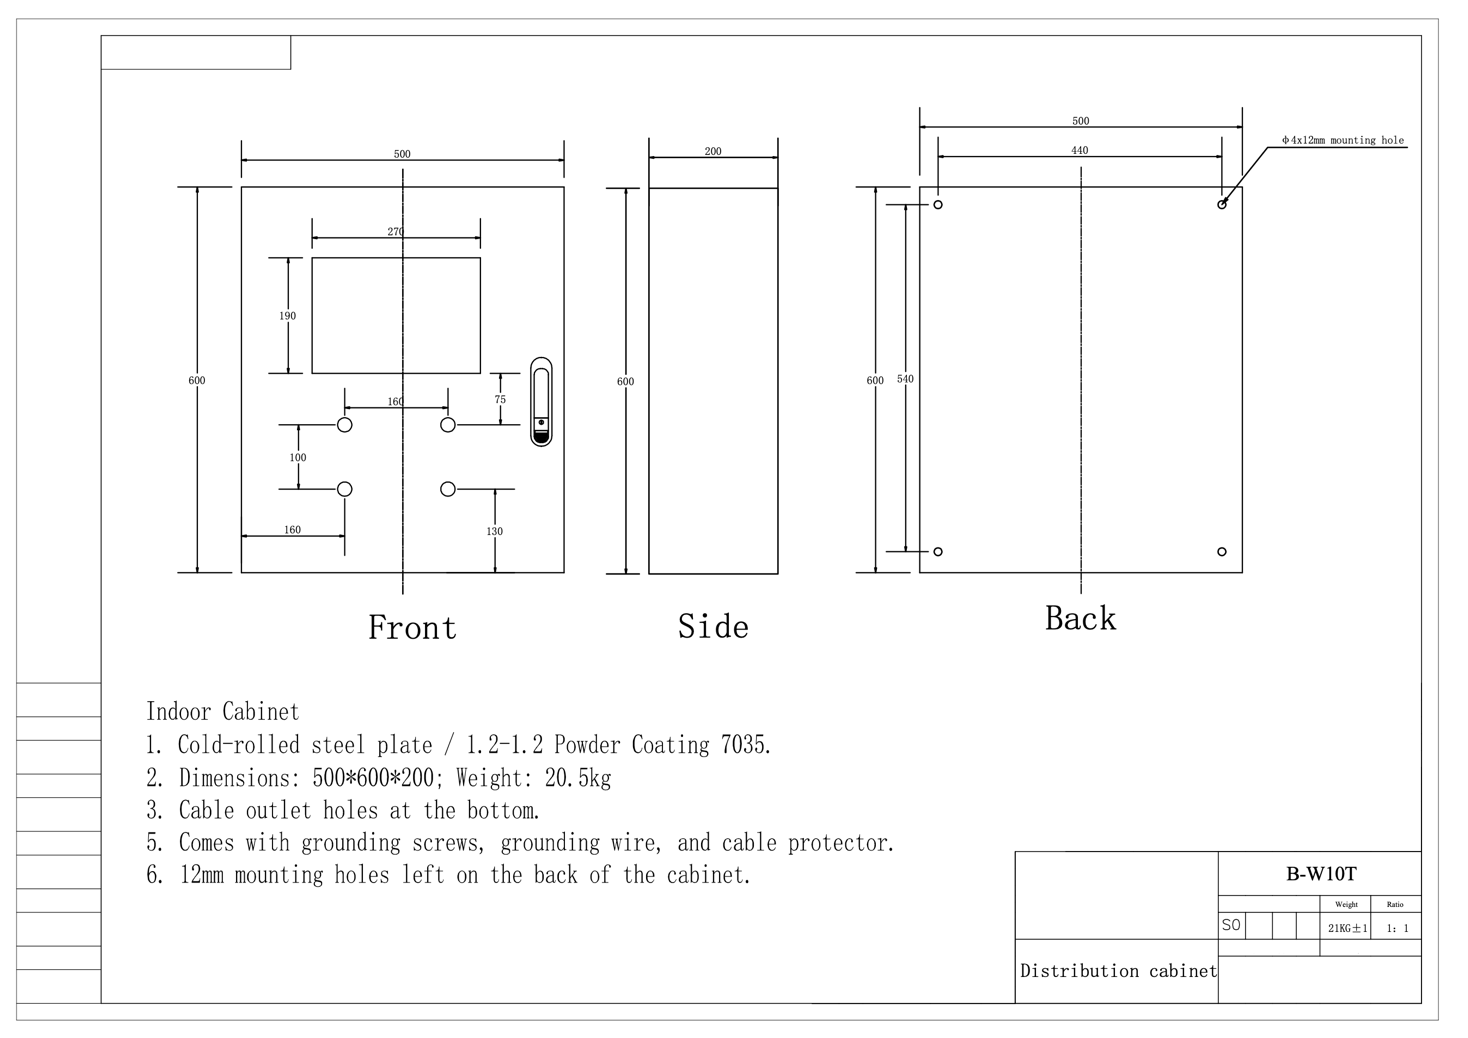 500
200
500
440
φ4x12mm mounting hole
270
190
600
160
75
100
160
130
600
600
540
Front
Side
Back
Indoor Cabinet
1. Cold-rolled steel plate / 1.2-1.2 Powder Coating 7035.
2. Dimensions: 500*600*200; Weight: 20.5kg
3. Cable outlet holes at the bottom.
5. Comes with grounding screws, grounding wire, and cable protector.
6. 12mm mounting holes left on the back of the cabinet.
B-W10T
Weight Ratio
SO 21KG±1 1: 1
Distribution cabinet